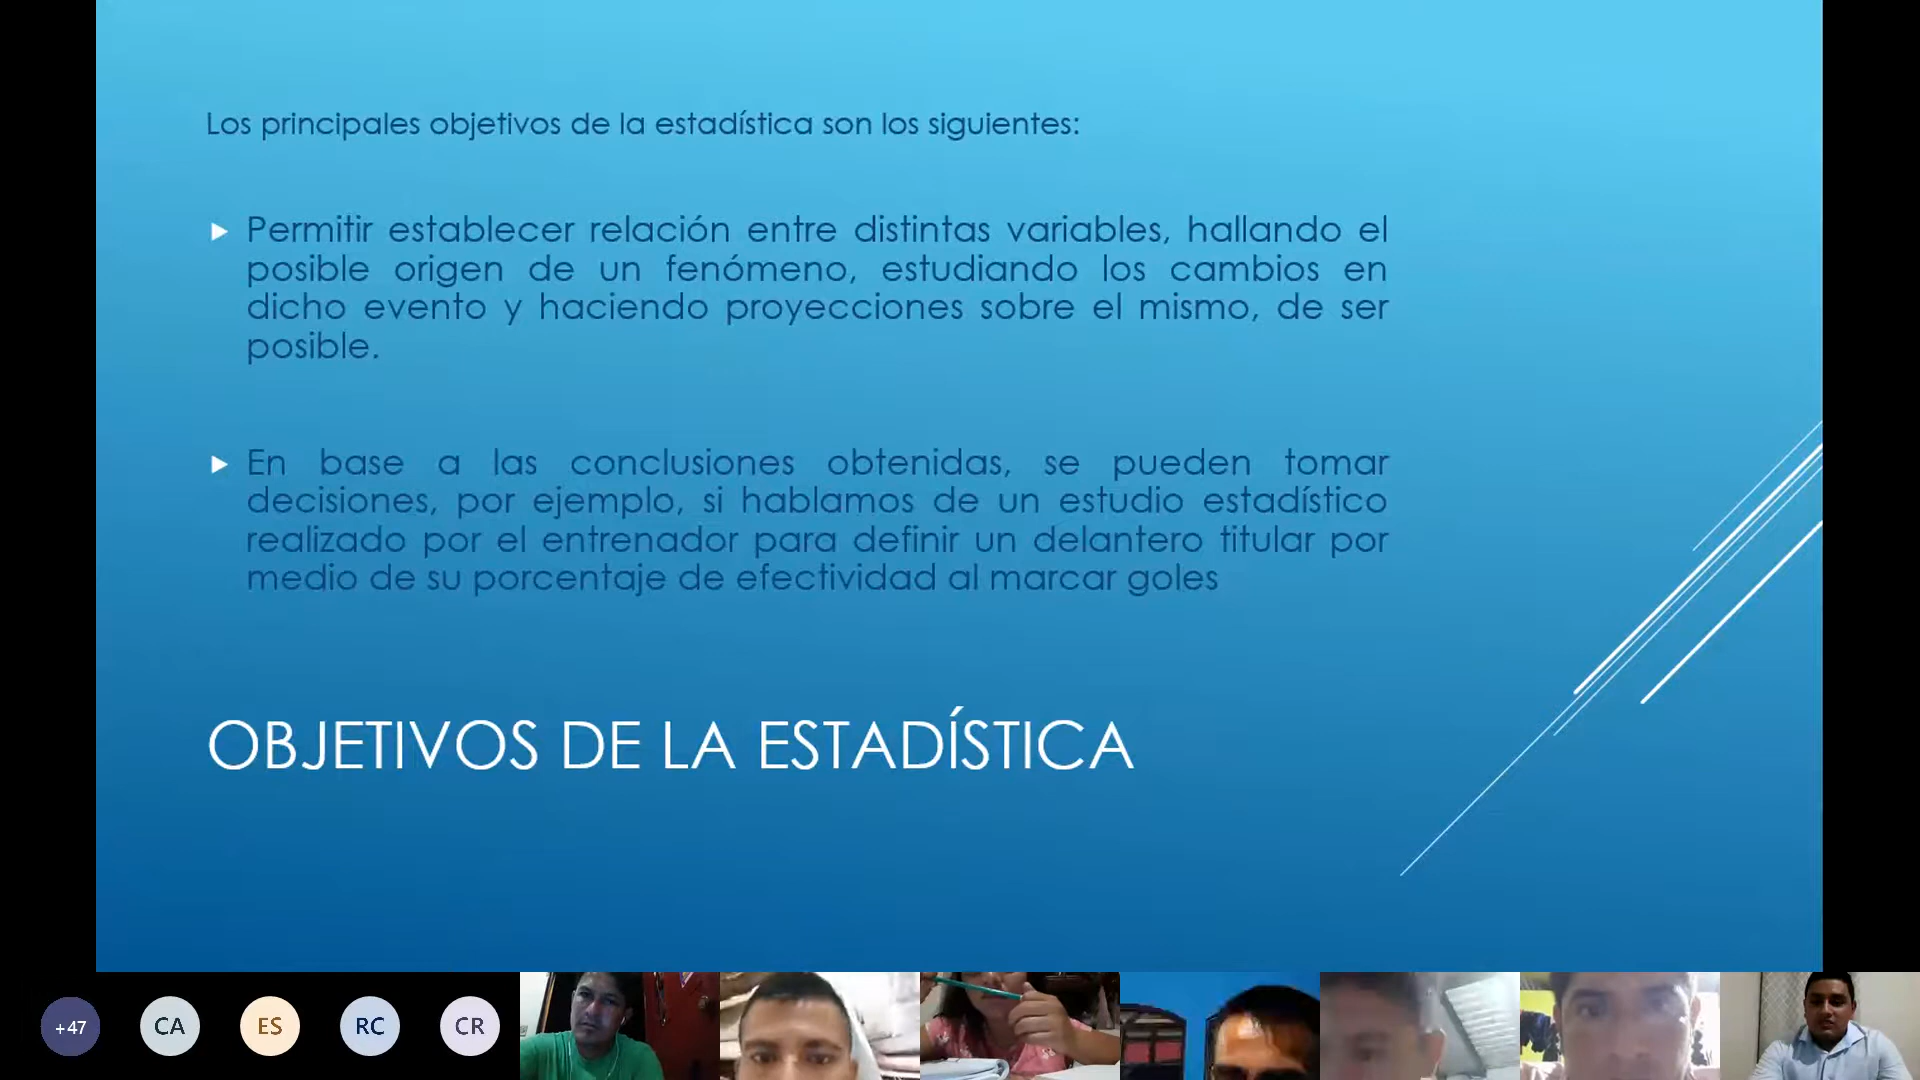 Los principales objetivos de la estadística son los siguientes:
Permitir establecer relación entre distintas variables, hallando el
posible origen de un fenómeno, estudiando los cambios en
dicho evento y haciendo proyecciones sobre el mismo, de ser
posible.
En base a las conclusiones obtenidas, se pueden tomar
decisiones, por ejemplo, si hablamos de un estudio estadístico
realizado por el entrenador para definir un delantero titular por
medio de su porcentaje de efectividad al marcar goles
OBJETIVOS DE LA ESTADÍSTICA
+47 CA ES RC CR